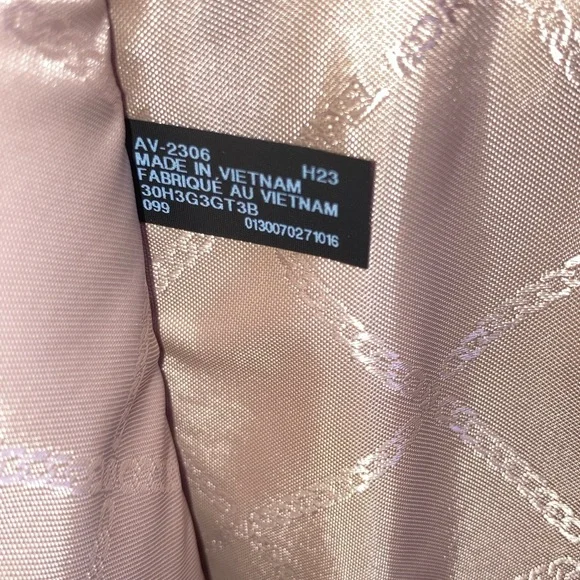 AV-2306 H23
MADE IN VIETNAM
FABRIQUÉ AU VIETNAM
30H3G3GT3B
099 0130070271016